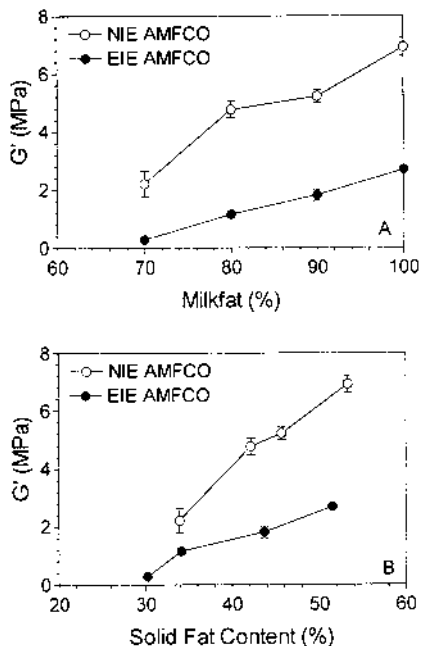 8
NIE AMFCO
EIE AMFCO
6
4
2
0
G' (MPa)
A
60 70 80 90 100
Milkfat (%)
8
NIE AMFCO
EIE AMFCO
6
4
2
0
G' (MPa)
B
20 30 40 50 60
Solid Fat Content (%)